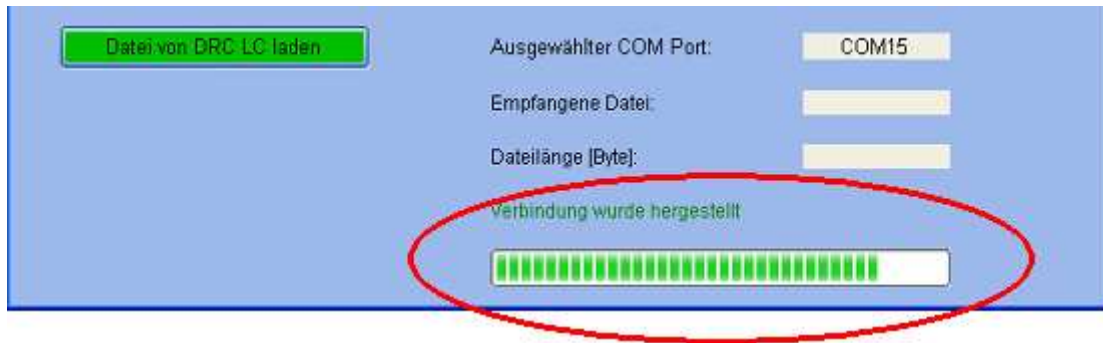 Datei von DRC LC laden
Ausgewählter COM Port: COM15
Empfangene Datei:
Dateilänge [Byte]:
Verbindung wurde hergestellt